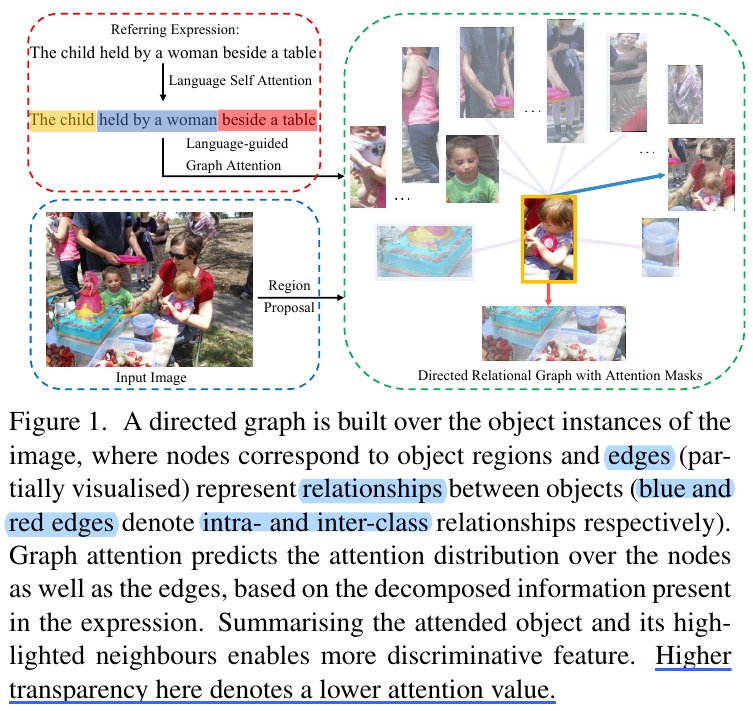 Referring Expression:
The child held by a woman beside a table
Language Self Attention
The child held by a woman beside a table
Language-guided
Graph Attention
Region
Proposal
Input Image
...
...
...
Directed Relational Graph with Attention Masks
Figure 1. A directed graph is built over the object instances of the
image, where nodes correspond to object regions and edges (par-
tially visualised) represent relationships between objects (blue and
red edges denote intra- and inter-class relationships respectively).
Graph attention predicts the attention distribution over the nodes
as well as the edges, based on the decomposed information present
in the expression. Summarising the attended object and its high-
lighted neighbours enables more discriminative feature. Higher
transparency here denotes a lower attention value.